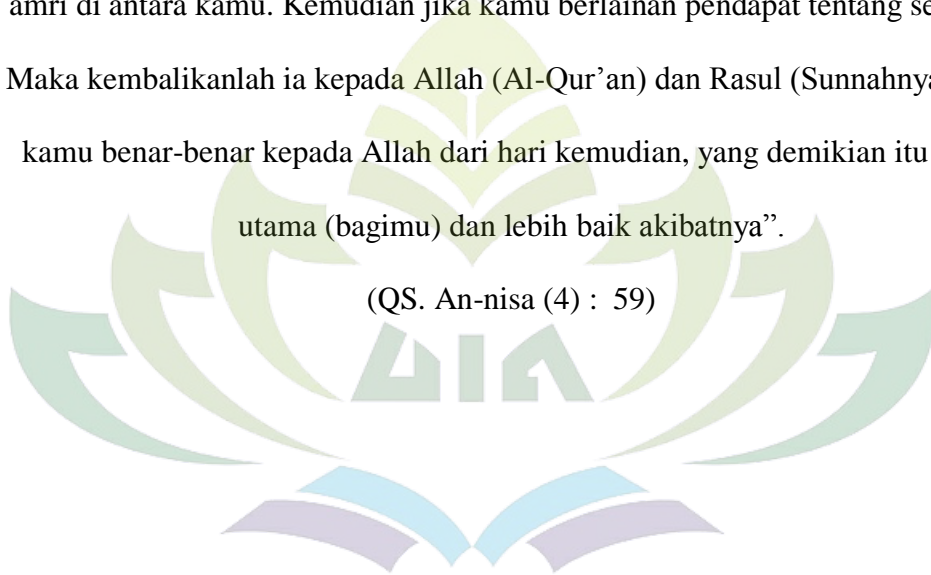 amri di antara kamu. Kemudian jika kamu berlainan pendapat tentang se
Maka kembalikanlah ia kepada Allah (Al-Qur’an) dan Rasul (Sunnahnya
kamu benar-benar kepada Allah dari hari kemudian, yang demikian itu
utama (bagimu) dan lebih baik akibatnya”.
(QS. An-nisa (4) : 59)
UIN